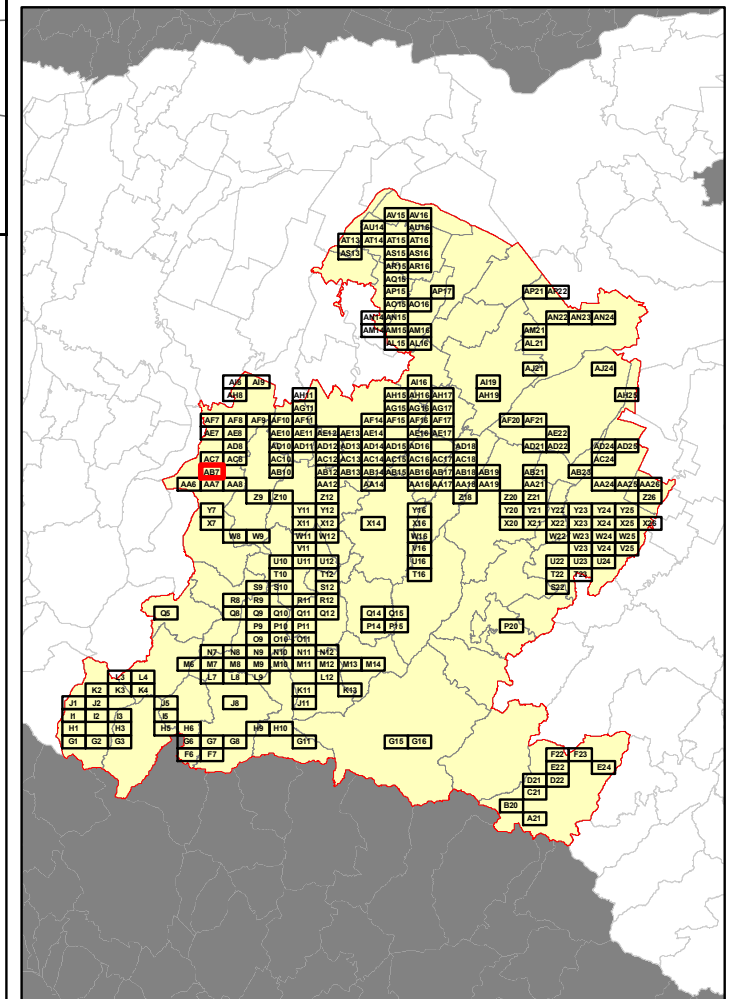 AV15 AV16
AU14 AU16
AT13 AT14 AT15 AT16
AS13 AS15 AS16
AR15 AR16
AQ15
AP15 AP17 AP21 AP22
AO15 AO16
AN14 AN15 AN22 AN23 AN24
AM14 AM15 AM16 AM21
AL15 AL16 AL21
AJ21 AJ24
AI8 AI9 AI16 AI19
AH8 AH11 AH15 AH16 AH17 AH19 AH25
AG11 AG15 AG16 AG17
AF7 AF8 AF9 AF10 AF11 AF14 AF15 AF16 AF17 AF20 AF21
AE7 AE8 AE10 AE11 AE12 AE13 AE14 AE16 AE17 AE22
AD8 AD10 AD11 AD12 AD13 AD14 AD15 AD16 AD18 AD21 AD22 AD24 AD25
AC7 AC8 AC10 AC12 AC13 AC14 AC15 AC16 AC17 AC18 AC24
AB7 AB10 AB12 AB13 AB14 AB15 AB16 AB17 AB18 AB19 AB21 AB23
AA6 AA7 AA8 AA12 AA14 AA16 AA17 AA18 AA19 AA21 AA24 AA25 AA26
Z9 Z10 Z12 Z18 Z20 Z21 Z26
Y7 Y11 Y12 Y16 Y20 Y21 Y22 Y23 Y24 Y25
X7 X11 X12 X14 X16 X20 X21 X22 X23 X24 X25 X26
W8 W9 W11 W12 W16 W22 W23 W24 W25
V11 V16 V23 V24 V25
U10 U11 U12 U16 U22 U23 U24
T10 T12 T16 T22 T23
S9 S10 S12 S22
R8 R9 R11 R12
Q5 Q8 Q9 Q10 Q11 Q12 Q14 Q15
P9 P10 P11 P14 P15 P20
O9 O10 O11
N7 N8 N9 N10 N11 N12
M6 M7 M8 M9 M10 M11 M12 M13 M14
L3 L4 L7 L8 L9 L12
K2 K3 K4 K11 K13
J1 J2 J5 J8 J11
I1 I2 I3 I5
H1 H3 H5 H6 H9 H10
G1 G2 G3 G6 G7 G8 G11 G15 G16
F6 F7 F22 F23
E22 E24
D21 D22
C21
B20
A21